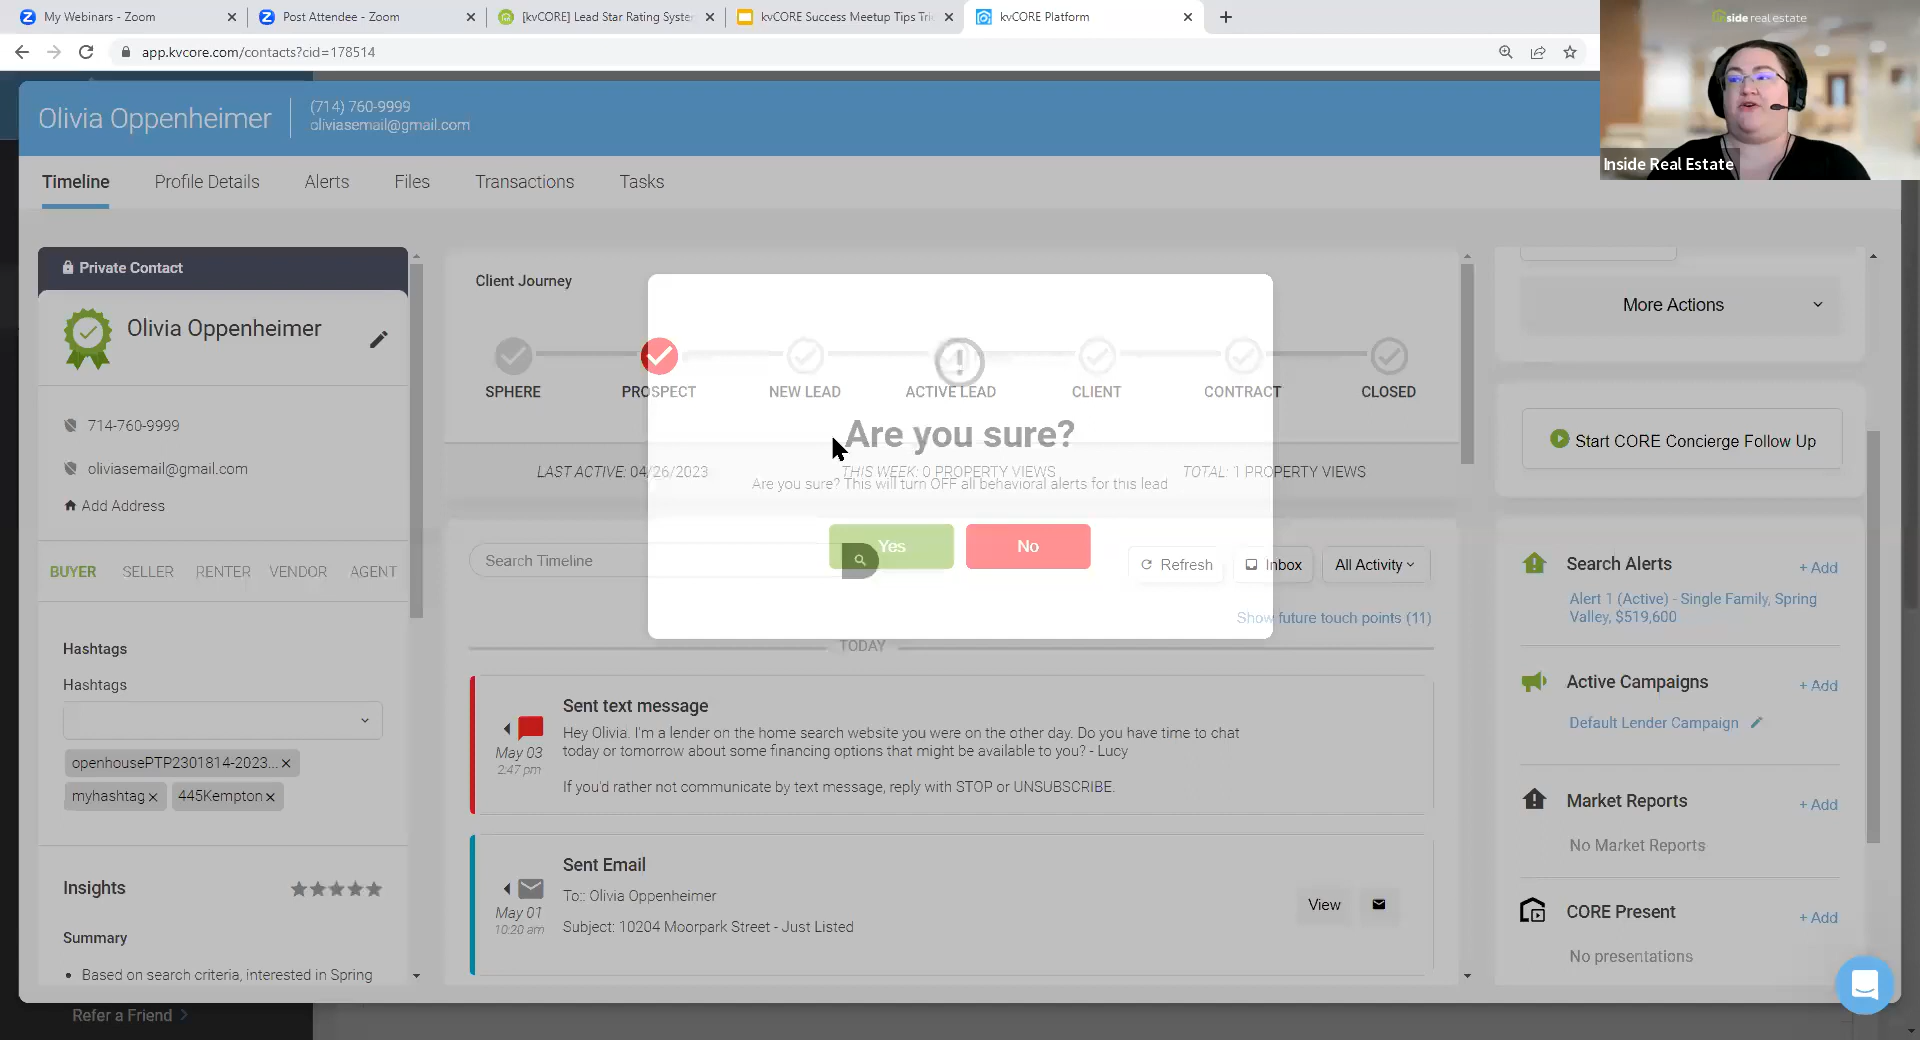 My Webinars - Zoom
Post Attendee - Zoom
[kvCORE] Lead Star Rating Syste
kvCORE Success Meetup Tips Tri
kvCORE Platform
app.kvcore.com/contacts?cid=178514
inside real estate
Inside Real Estate
Olivia Oppenheimer
(714) 760-9999
oliviasemail@gmail.com
Timeline
Profile Details
Alerts
Files
Transactions
Tasks
Private Contact
Olivia Oppenheimer
714-760-9999
oliviasemail@gmail.com
Add Address
BUYER SELLER RENTER VENDOR AGENT
Hashtags
Hashtags
openhousePTP2301814-2023...
myhashtag
445Kempton
Insights
Summary
Based on search criteria, interested in Spring
Refer a Friend
Client Journey
SPHERE
PROSPECT
NEW LEAD
ACTIVE LEAD
CLIENT
CONTRACT
CLOSED
Are you sure?
LAST ACTIVE: 04/26/2023
THIS WEEK: 0 PROPERTY VIEWS
TOTAL: 1 PROPERTY VIEWS
Are you sure? This will turn OFF all behavioral alerts for this lead
Yes
No
Search Timeline
Refresh
Inbox
All Activity
Show future touch points (11)
TODAY
Sent text message
May 03
2:47 pm
Hey Olivia. I'm a lender on the home search website you were on the other day. Do you have time to chat
today or tomorrow about some financing options that might be available to you? - Lucy
If you'd rather not communicate by text message, reply with STOP or UNSUBSCRIBE.
Sent Email
May 01
10:20 am
To:: Olivia Oppenheimer
Subject: 10204 Moorpark Street - Just Listed
View
More Actions
Start CORE Concierge Follow Up
Search Alerts
+ Add
Alert 1 (Active) - Single Family, Spring
Valley, $519,600
Active Campaigns
+ Add
Default Lender Campaign
Market Reports
+ Add
No Market Reports
CORE Present
+ Add
No presentations